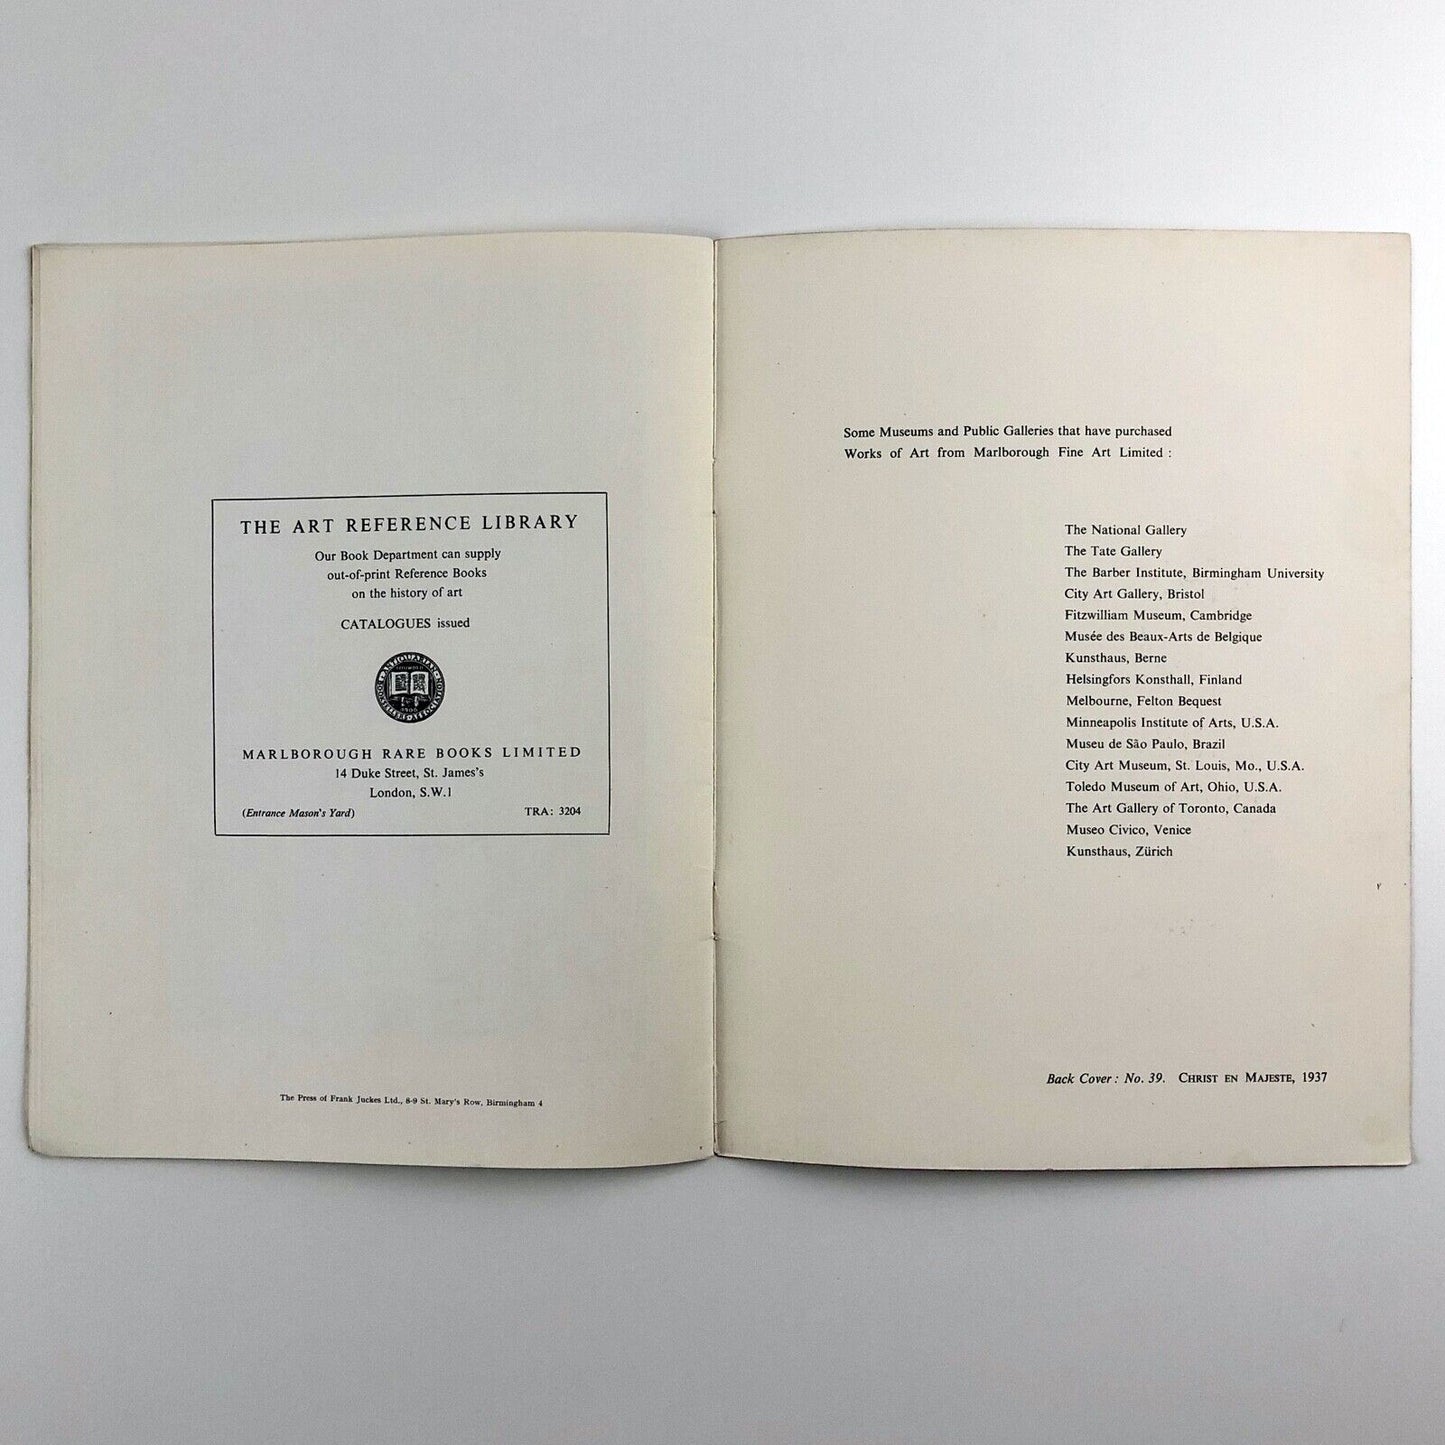 THE ART REFERENCE LIBRARY
Our Book Department can supply
out-of-print Reference Books
on the history of art
CATALOGUES issued
ANTIQUARIAN BOOKSELLERS ASSOCIATION
1906
MARLBOROUGH RARE BOOKS LIMITED
14 Duke Street, St. James's
London, S.W.1
(Entrance Mason's Yard) TRA: 3204
The Press of Frank Juckes Ltd., 8-9 St. Mary's Row, Birmingham 4
Some Museums and Public Galleries that have purchased
Works of Art from Marlborough Fine Art Limited :
The National Gallery
The Tate Gallery
The Barber Institute, Birmingham University
City Art Gallery, Bristol
Fitzwilliam Museum, Cambridge
Musée des Beaux-Arts de Belgique
Kunsthaus, Berne
Helsingfors Konsthall, Finland
Melbourne, Felton Bequest
Minneapolis Institute of Arts, U.S.A.
Museu de São Paulo, Brazil
City Art Museum, St. Louis, Mo., U.S.A.
Toledo Museum of Art, Ohio, U.S.A.
The Art Gallery of Toronto, Canada
Museo Civico, Venice
Kunsthaus, Zürich
Back Cover : No. 39. CHRIST EN MAJESTE, 1937